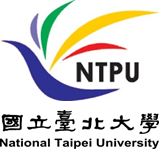 NTPU
國立臺北大學
National Taipei University